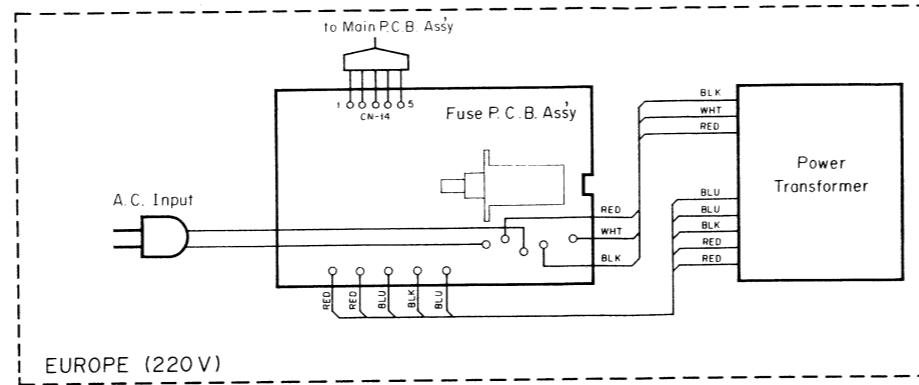 to Main P.C.B. Ass'y
1 5
CN-14
Fuse P.C.B. Ass'y
A.C. Input
BLK
WHT
RED
Power
Transformer
BLU
BLU
BLK
RED
RED
RED
WHT
BLK
RED
RED
BLU
BLK
BLU
EUROPE (220V)